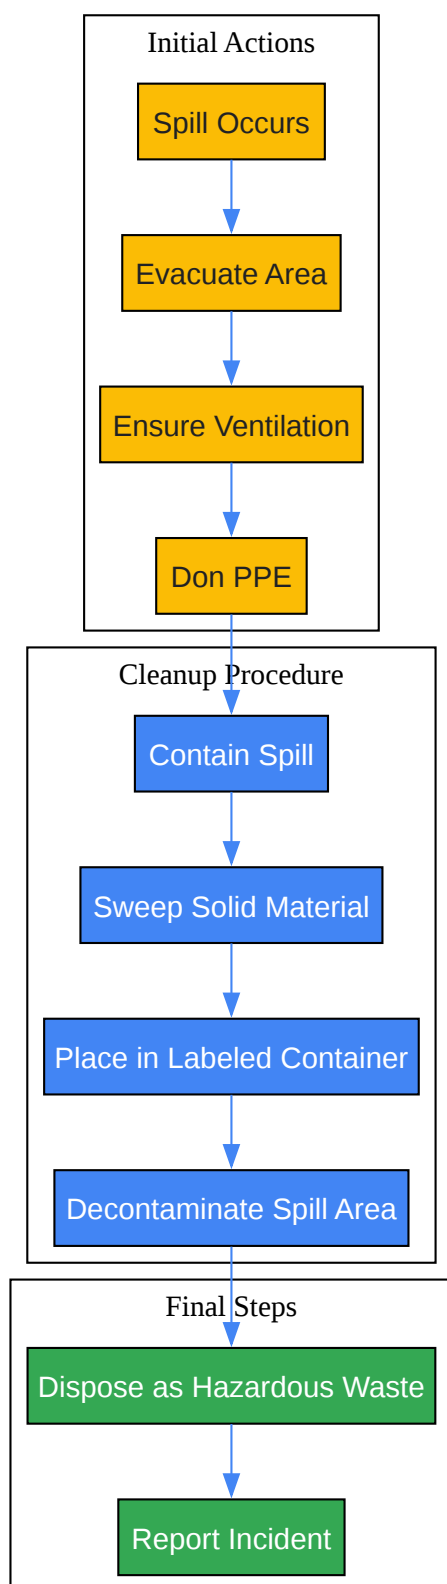 Initial Actions
Spill Occurs
Evacuate Area
Ensure Ventilation
Don PPE
Cleanup Procedure
Contain Spill
Sweep Solid Material
Place in Labeled Container
Decontaminate Spill Area
Final Steps
Dispose as Hazardous Waste
Report Incident